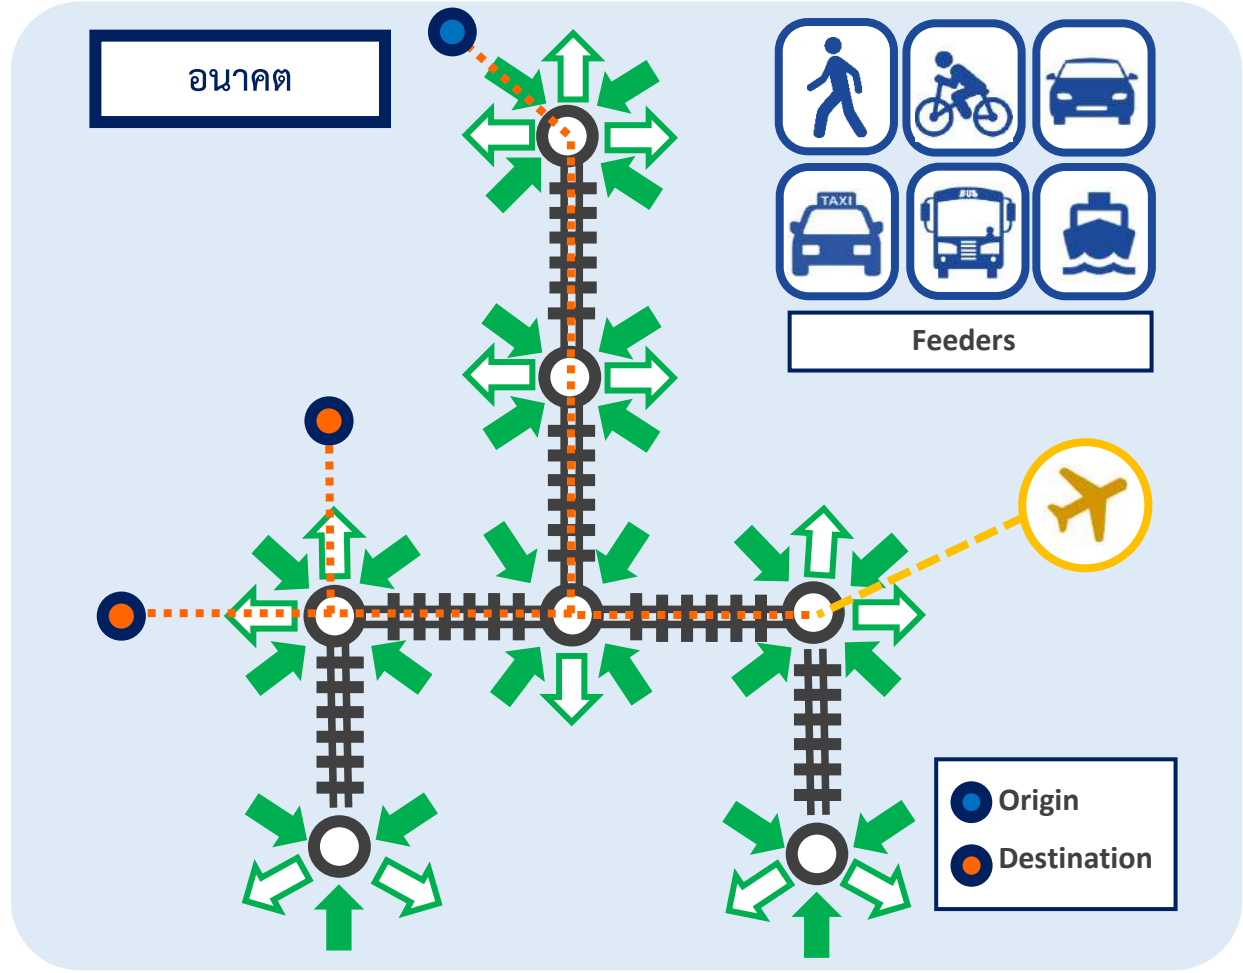 อนาคต
TAXI
BUS
Feeders
Origin
Destination